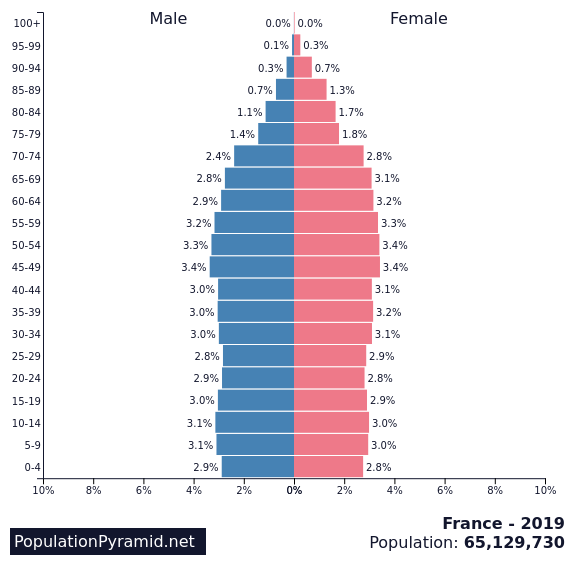 Male Female
100+ 0.0% 0.0%
95-99 0.1% 0.3%
90-94 0.3% 0.7%
85-89 0.7% 1.3%
80-84 1.1% 1.7%
75-79 1.4% 1.8%
70-74 2.4% 2.8%
65-69 2.8% 3.1%
60-64 2.9% 3.2%
55-59 3.2% 3.3%
50-54 3.3% 3.4%
45-49 3.4% 3.4%
40-44 3.0% 3.1%
35-39 3.0% 3.2%
30-34 3.0% 3.1%
25-29 2.8% 2.9%
20-24 2.9% 2.8%
15-19 3.0% 2.9%
10-14 3.1% 3.0%
5-9 3.1% 3.0%
0-4 2.9% 2.8%
10% 8% 6% 4% 2% 0% 2% 4% 6% 8% 10%
France - 2019
PopulationPyramid.net Population: 65,129,730